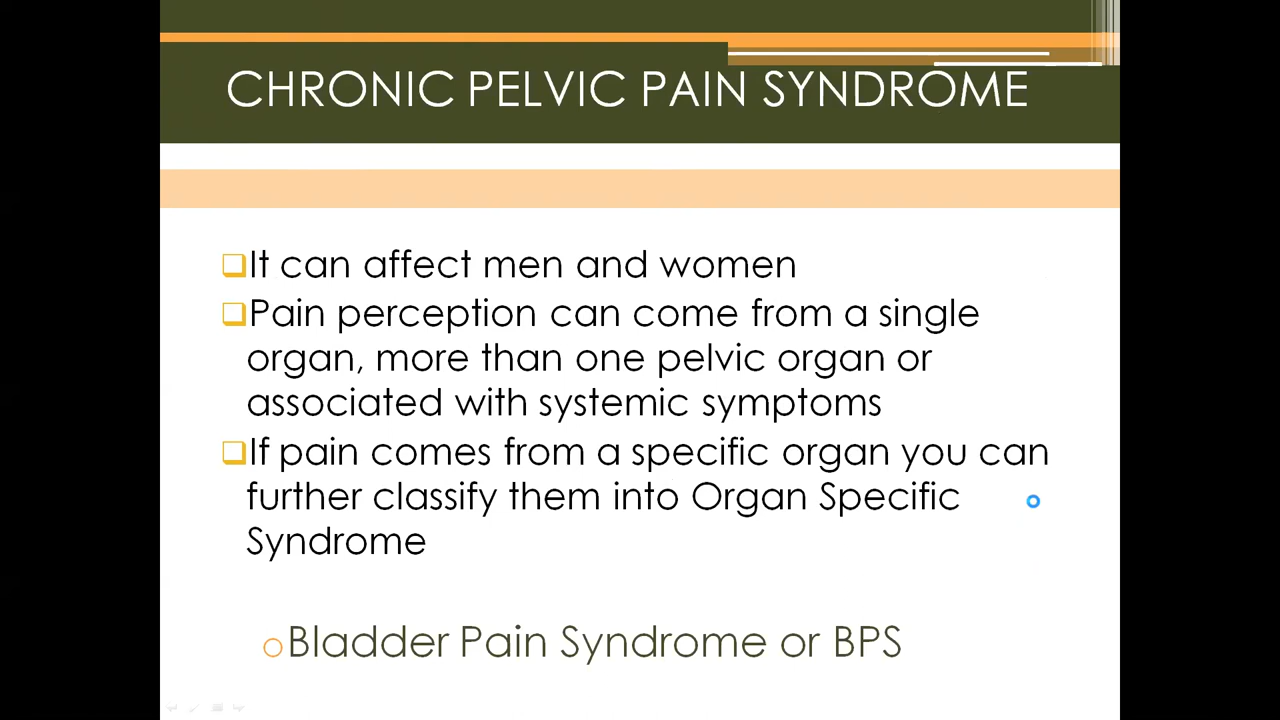 CHRONIC PELVIC PAIN SYNDROME
It can affect men and women
Pain perception can come from a single
organ, more than one pelvic organ or
associated with systemic symptoms
If pain comes from a specific organ you can
further classify them into Organ Specific
Syndrome
Bladder Pain Syndrome or BPS